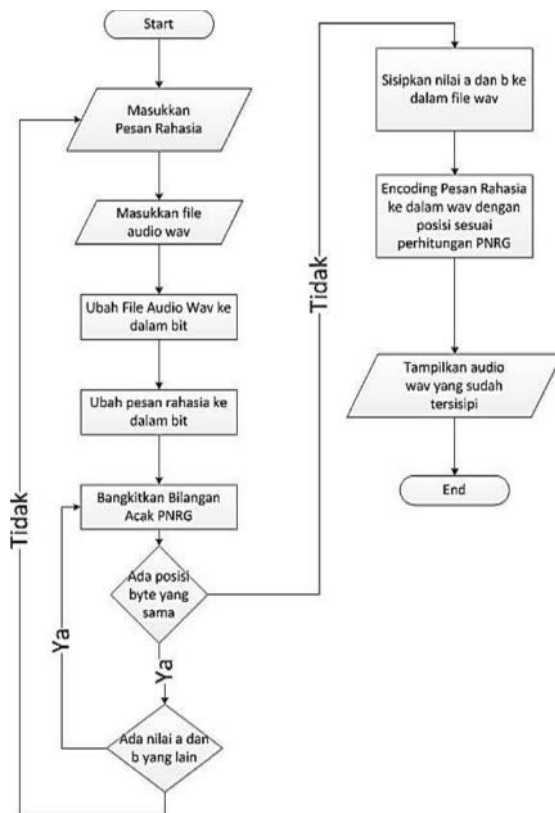 Start
Masukkan
Pesan Rahasia
Masukkan file
audio wav
Ubah File Audio Wav ke
dalam bit
Ubah pesan rahasia ke
dalam bit
Bangkitkan Bilangan
Acak PNRG
Ada posisi
byte yang
sama
Ya
Ada nilai a dan
b yang lain
Ya
Tidak
Tidak
Sisipkan nilai a dan b ke
dalam file wav
Encoding Pesan Rahasia
ke dalam wav dengan
posisi sesuai
perhitungan PNRG
Tampilkan audio
wav yang sudah
tersisipi
End